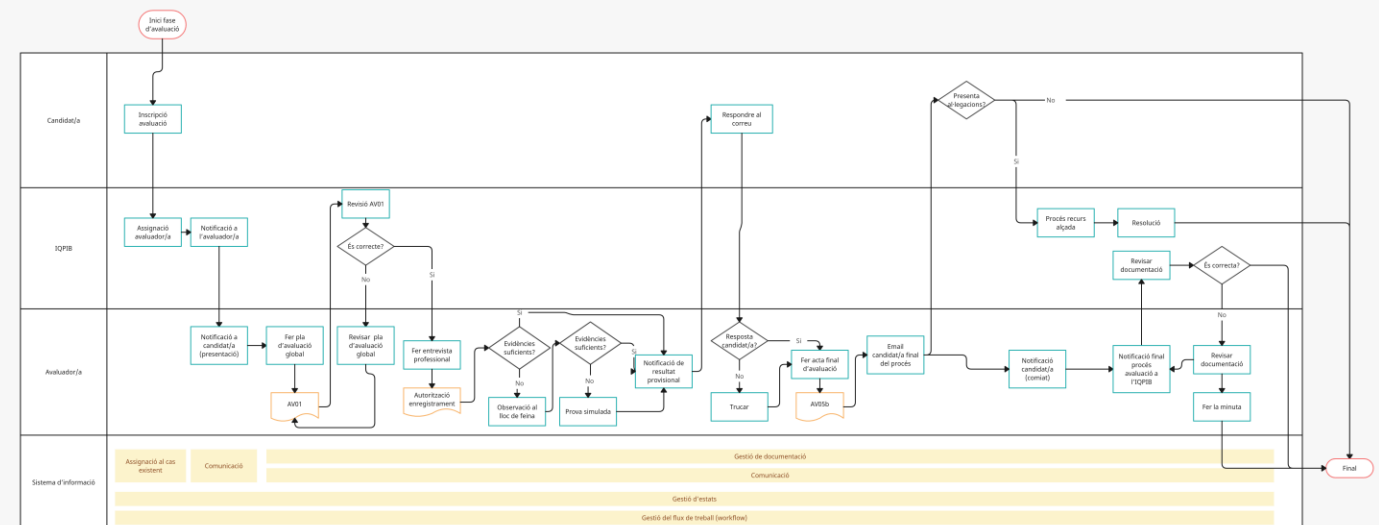 Inici fase
d'avaluació
Candidat/a
Inscripció
avaluació
Respondre al
correu
Presenta
al·legacions?
No
Si
IQPIB
Assignació
avaluador/a
Notificació a
l'avaluador/a
Revisió AV01
És correcte?
No
Si
Procés recurs
alçada
Resolució
Revisar
documentació
És correcta?
No
Avaluador/a
Notificació a
candidat/a
(presentació)
Fer pla
d'avaluació
global
AV01
Revisar pla
d'avaluació
global
Fer entrevista
professional
Autorització
enregistrament
Si
Evidències
suficients?
No
Observació al
lloc de feina
Evidències
suficients?
Si
No
Prova simulada
Notificació de
resultat
provisional
Resposta
candidat/a?
Si
No
Trucar
Fer acta final
d'avaluació
AV05b
Email
candidat/a final
del procés
Notificació
candidat/a
(comiat)
Notificació final
procés
avaluació a
l'IQPIB
Revisar
documentació
Fer la minuta
Sistema d'informació
Assignació al cas
existent
Comunicació
Gestió de documentació
Comunicació
Gestió d'estats
Gestió del flux de treball (workflow)
Final